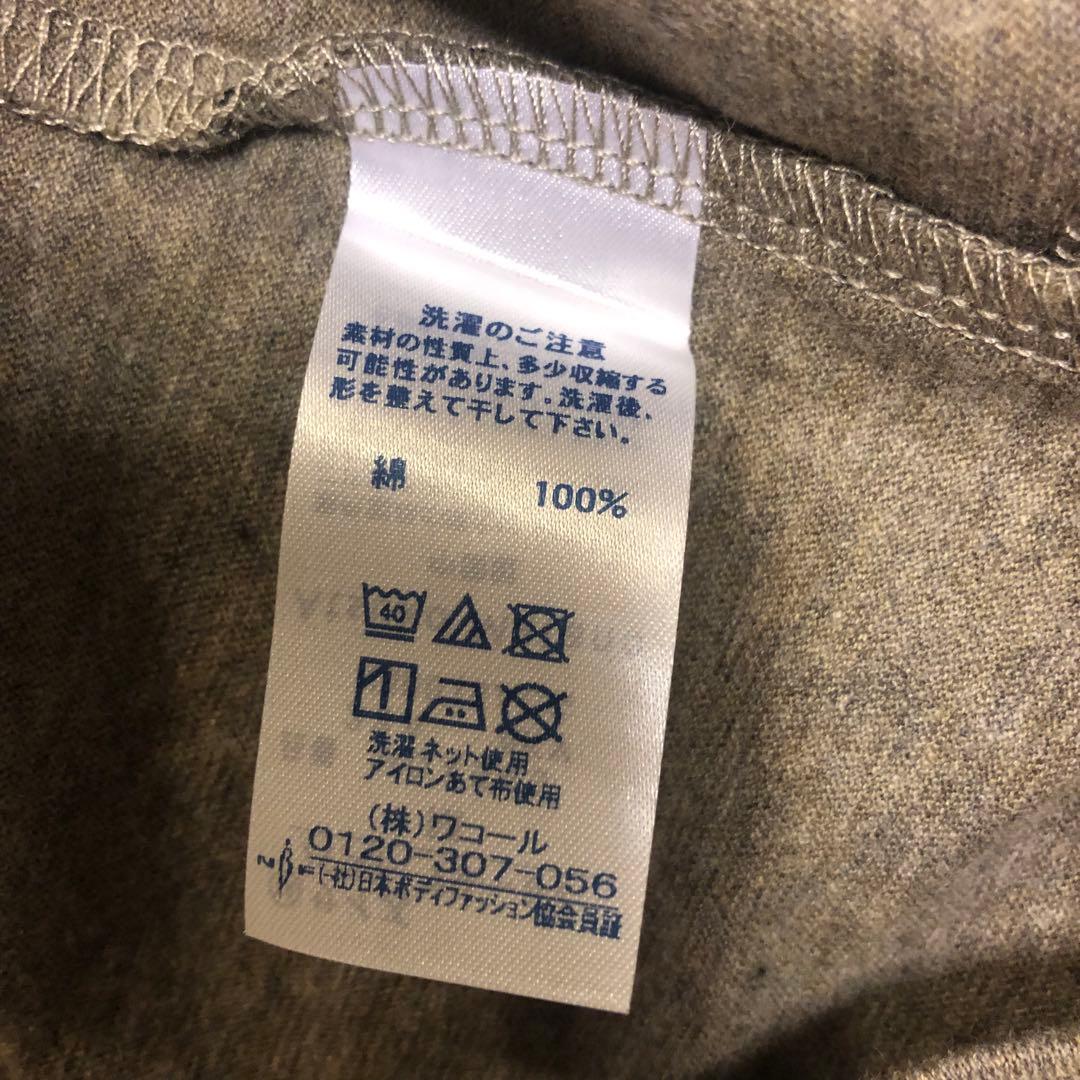 洗濯のご注意
素材の性質上、多少収縮する
可能性があります。洗濯後、
形を整えて干して下さい。
綿 100%
40
洗濯ネット使用
アイロンあて布使用
(株)ワコール
0120-307-056
(一社)日本ボディファッション協会員証